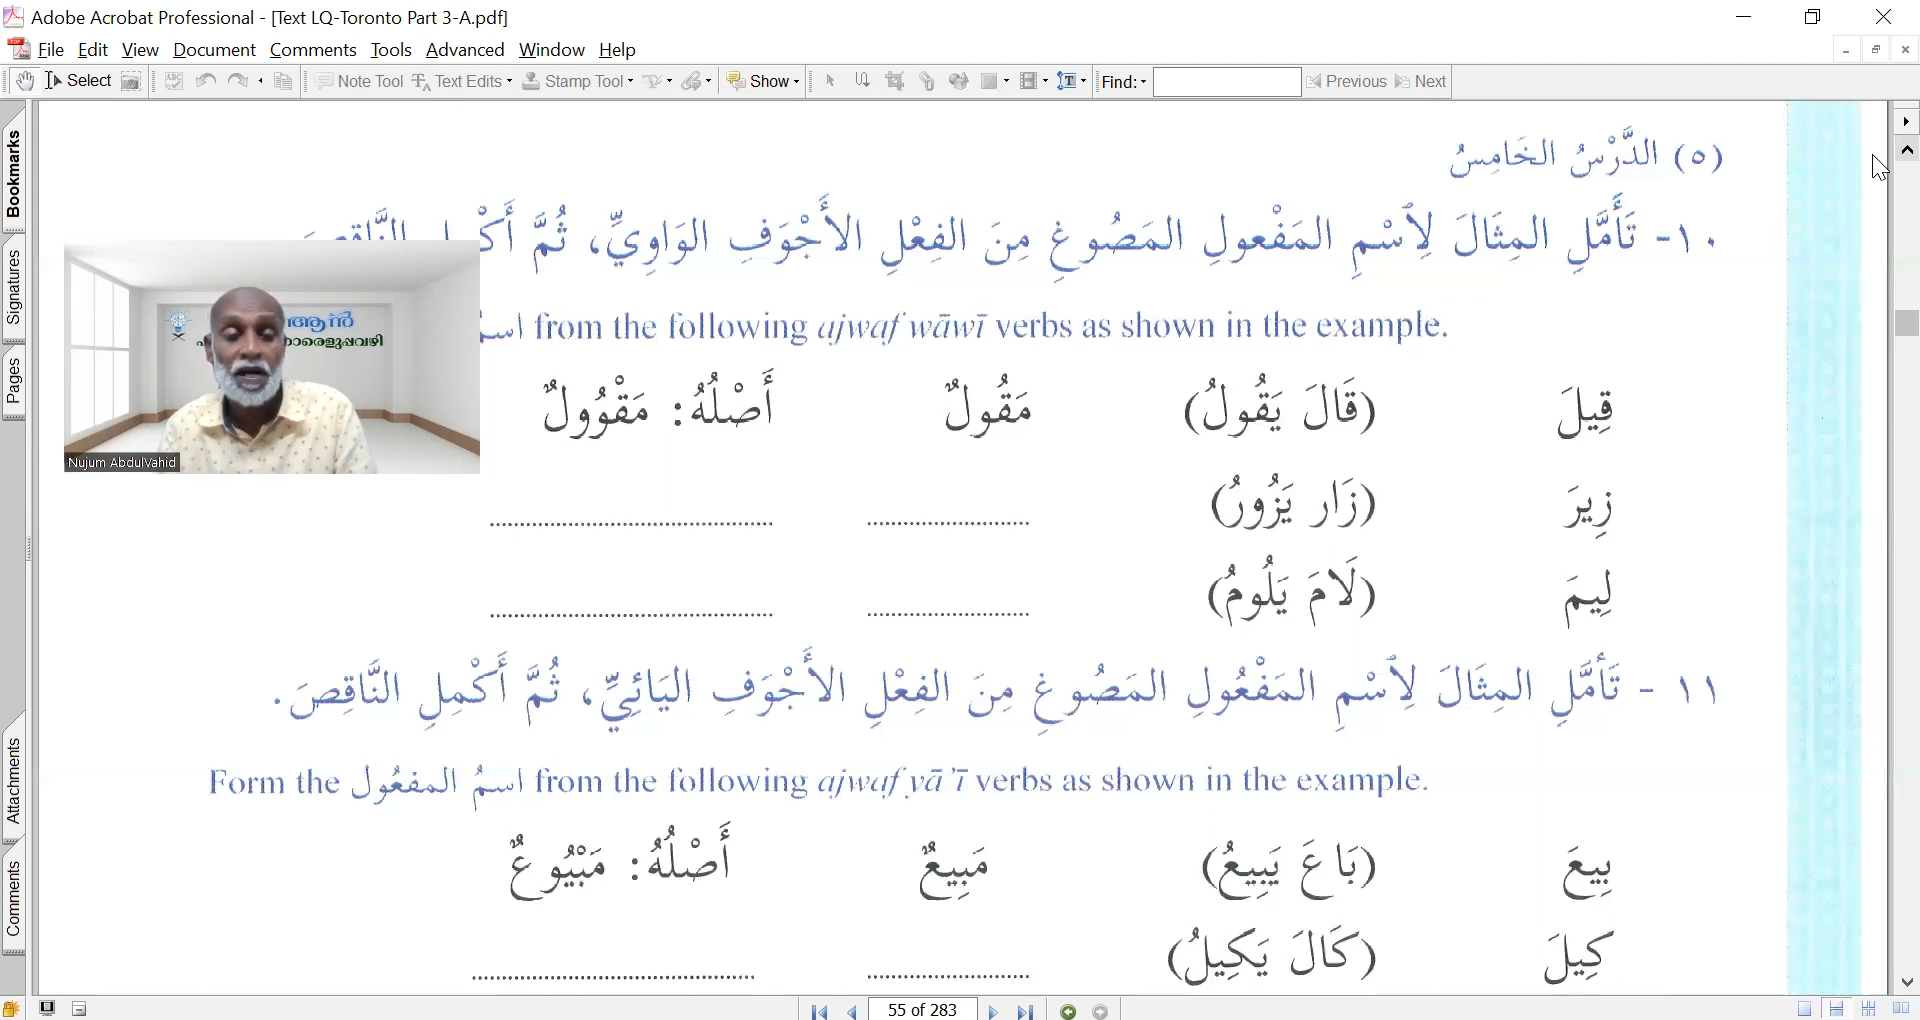 Adobe Acrobat Professional - [Text LQ-Toronto Part 3-A.pdf]
File Edit View Document Comments Tools Advanced Window Help
Select Note Tool Text Edits Stamp Tool Show Find: Previous Next
Bookmarks
Signatures
Pages
Attachments
Comments
(٥) الدَّرْسُ الخَامِسُ
١٠- تَأَمَّلِ المِثَالَ لِٱسْمِ المَفْعولِ المَصُوغِ مِنَ الفِعْلِ الأَجْوَفِ الوَاوِيِّ، ثُمَّ
from the following ajwaf wāwī verbs as shown in the example.
قِيلَ (قَالَ يَقُولُ) مَقُولٌ أَصْلُهُ: مَقْوُولٌ
زِيرَ (زَار يَزُورُ) ........................... ..................................................
لِيمَ (لَامَ يَلُومُ) ........................... ..................................................
١١ - تَأَمَّلِ المِثَالَ لِٱسْمِ المَفْعُولِ المَصُوغِ مِنَ الفِعْلِ الأَجْوَفِ اليَائِيِّ، ثُمَّ أَكْمِلِ النَّاقِصَ.
Form the اسمُ المفعُول from the following ajwaf yā'ī verbs as shown in the example.
بِيعَ (بَاعَ يَبِيعُ) مَبِيعٌ أَصْلُهُ: مَبْيُوعٌ
كِيلَ (كَالَ يَكِيلُ) ........................... ..................................................
ആൻ
Nujum AbdulVahid
55 of 283